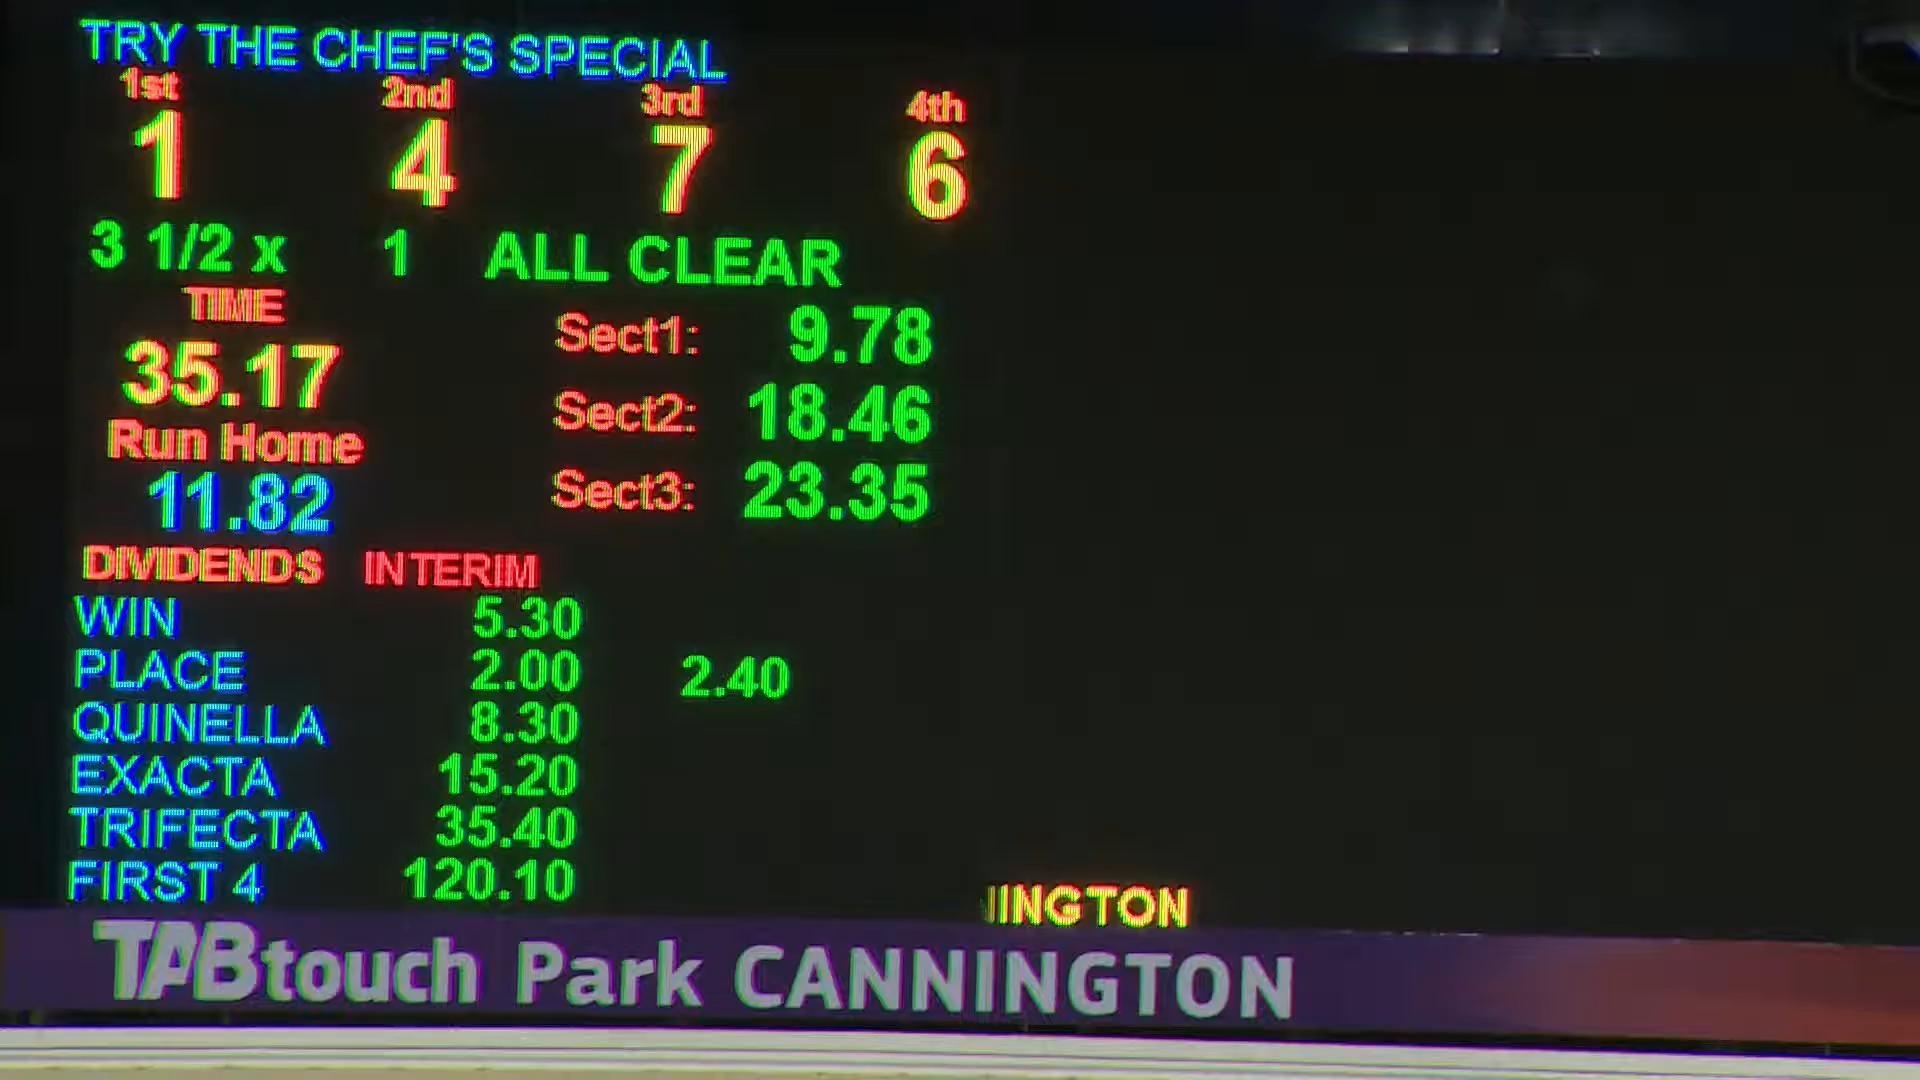 TRY THE CHEF'S SPECIAL
1st 2nd 3rd 4th
1 4 7 6
3 1/2 x 1 ALL CLEAR
TIME
35.17
Run Home
11.82
Sect1: 9.78
Sect2: 18.46
Sect3: 23.35
DIVIDENDS INTERIM
WIN 5.30
PLACE 2.00 2.40
QUINELLA 8.30
EXACTA 15.20
TRIFECTA 35.40
FIRST 4 120.10
INGTON
TABtouch Park CANNINGTON